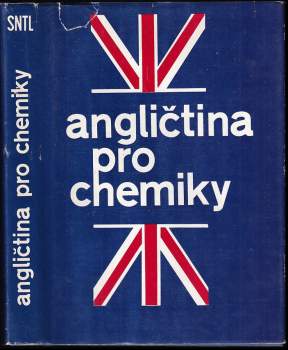 SNTL
angličtina pro chemiky
angličtina
pro
chemiky